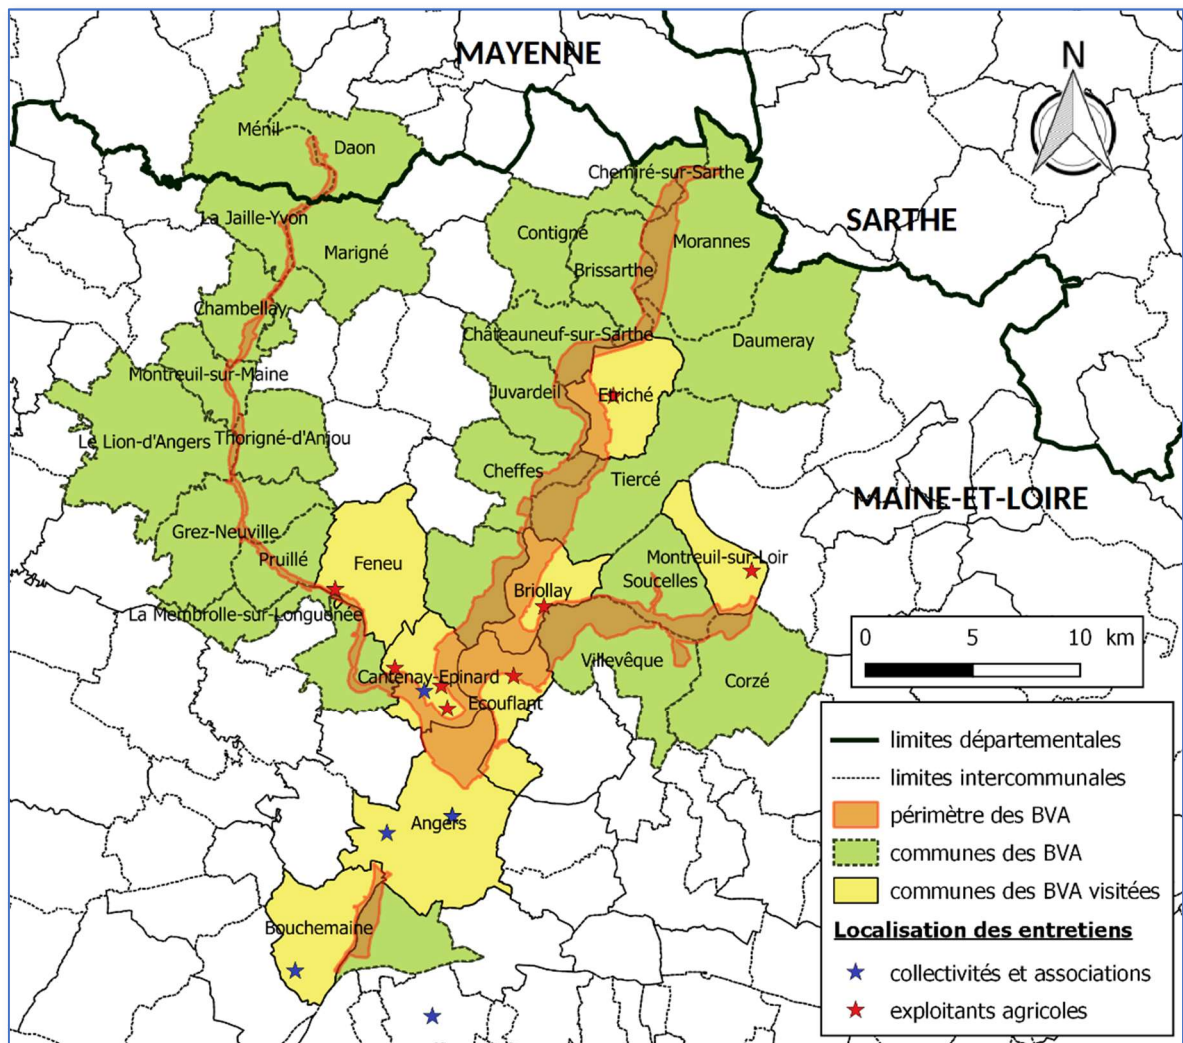 MAYENNE
N
Ménil
Daon
Chemiré-sur-Sarthe
La Jaille-Yvon
SARTHE
Contigné
Morannes
Marigné
Brissarthe
Chambellay
Châteauneuf-sur-Sarthe
Daumeray
Montreuil-sur-Maine
Juvardeil
Etriché
Le Lion-d'Angers
Thorigné-d'Anjou
Cheffes
Tiercé
MAINE-ET-LOIRE
Grez-Neuville
Pruillé
Feneu
Montreuil-sur-Loir
Soucelles
Briollay
La Membrolle-sur-Longuenée
0 5 10 km
Villevêque
Cantenay-Epinard
Corzé
Ecouflant
limites départementales
limites intercommunales
périmètre des BVA
Angers
communes des BVA
communes des BVA visitées
Bouchemaine
Localisation des entretiens
collectivités et associations
exploitants agricoles